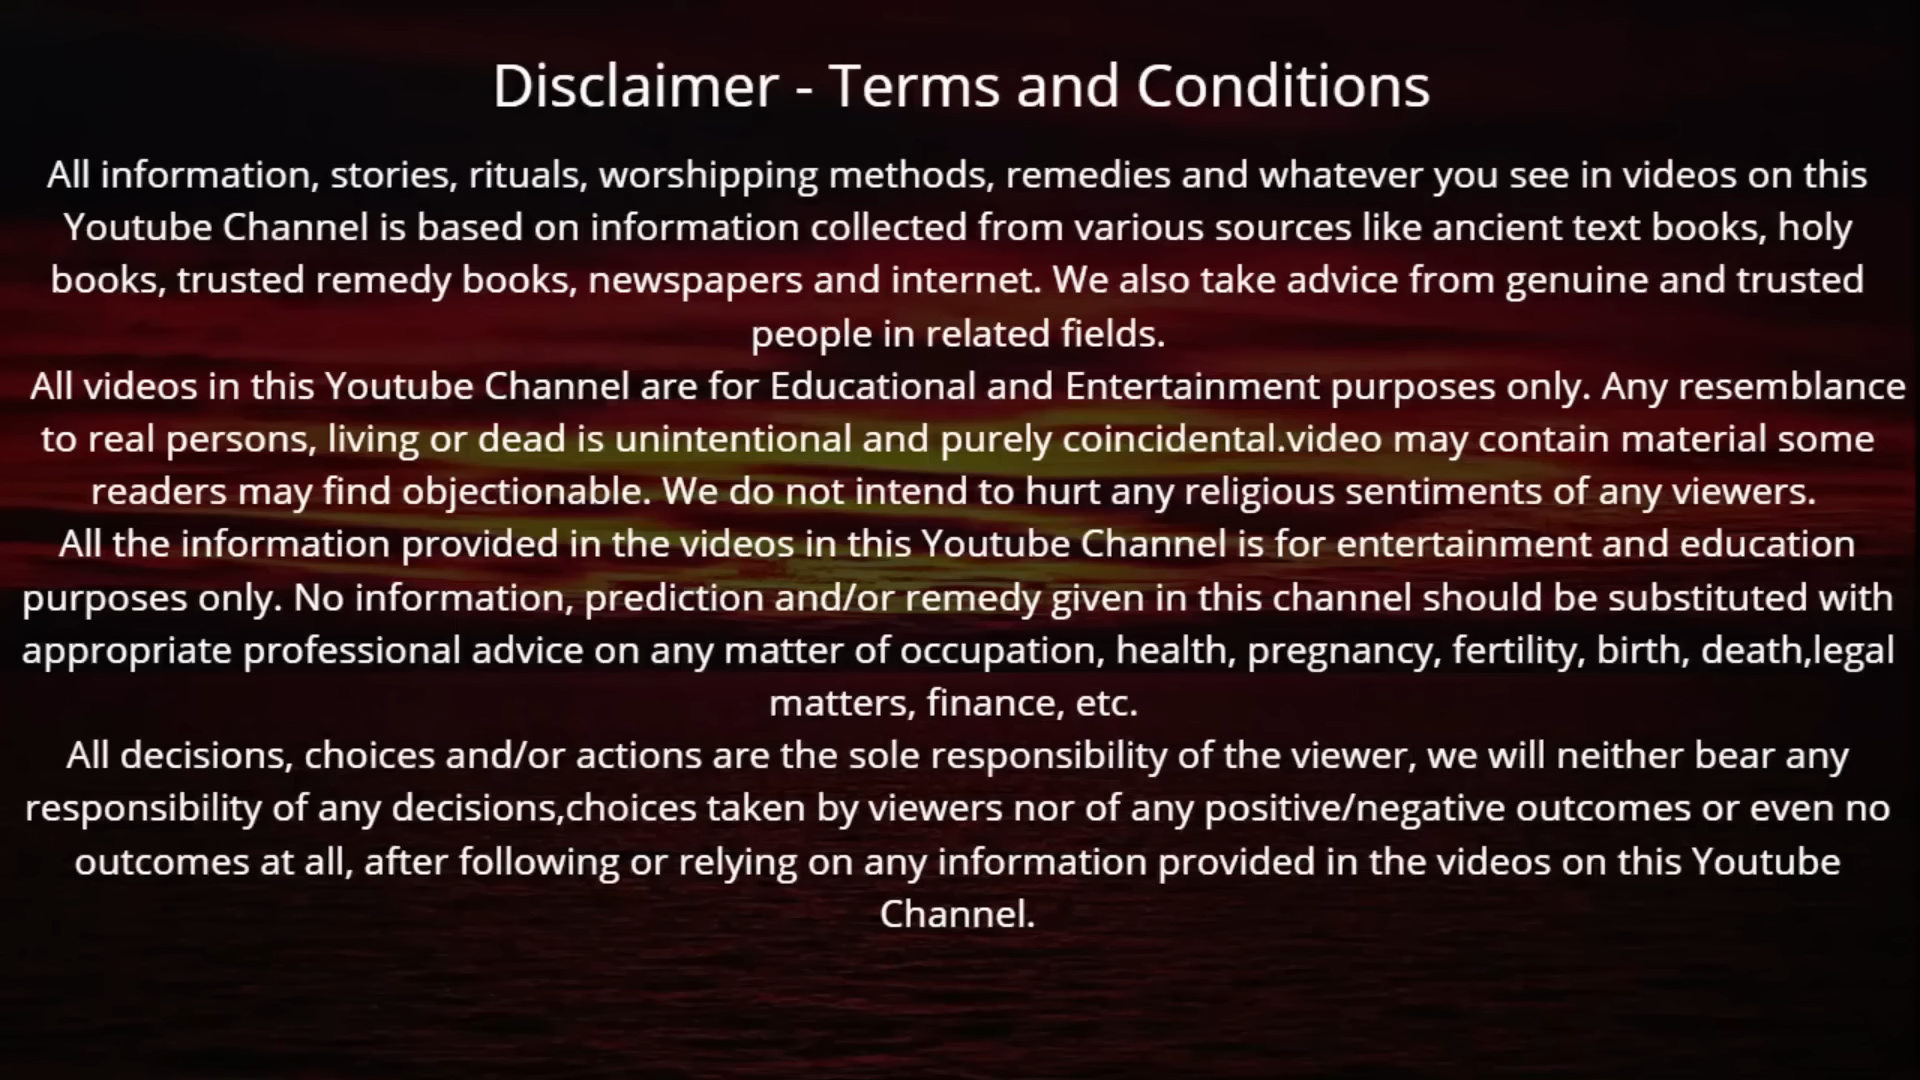 Disclaimer - Terms and Conditions
All information, stories, rituals, worshipping methods, remedies and whatever you see in videos on this
Youtube Channel is based on information collected from various sources like ancient text books, holy
books, trusted remedy books, newspapers and internet. We also take advice from genuine and trusted
people in related fields.
All videos in this Youtube Channel are for Educational and Entertainment purposes only. Any resemblance
to real persons, living or dead is unintentional and purely coincidental.video may contain material some
readers may find objectionable. We do not intend to hurt any religious sentiments of any viewers.
All the information provided in the videos in this Youtube Channel is for entertainment and education
purposes only. No information, prediction and/or remedy given in this channel should be substituted with
appropriate professional advice on any matter of occupation, health, pregnancy, fertility, birth, death,legal
matters, finance, etc.
All decisions, choices and/or actions are the sole responsibility of the viewer, we will neither bear any
responsibility of any decisions,choices taken by viewers nor of any positive/negative outcomes or even no
outcomes at all, after following or relying on any information provided in the videos on this Youtube
Channel.